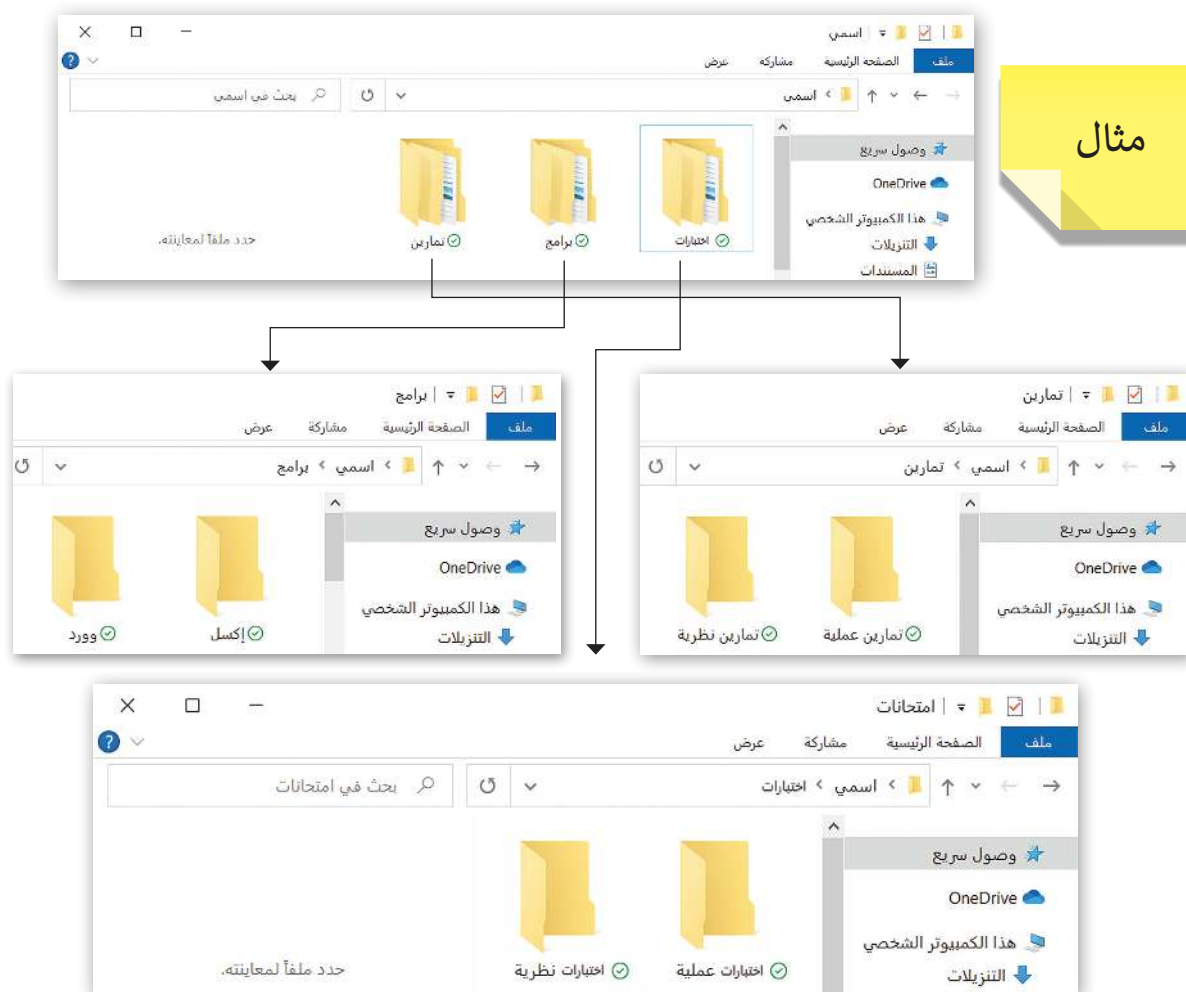 مثال
اسمي
ملف الصفحة الرئيسية مشاركة عرض
اسمي
بحث في اسمي
وصول سريع
OneDrive
هذا الكمبيوتر الشخصي
التنزيلات
المستندات
اختبارات
برامج
تمارين
حدد ملفاً لمعاينته.
تمارين
ملف الصفحة الرئيسية مشاركة عرض
اسمي > تمارين
وصول سريع
OneDrive
هذا الكمبيوتر الشخصي
التنزيلات
تمارين عملية
تمارين نظرية
برامج
ملف الصفحة الرئيسية مشاركة عرض
اسمي > برامج
وصول سريع
OneDrive
هذا الكمبيوتر الشخصي
التنزيلات
إكسل
وورد
امتحانات
ملف الصفحة الرئيسية مشاركة عرض
اسمي > اختبارات
بحث في امتحانات
وصول سريع
OneDrive
هذا الكمبيوتر الشخصي
التنزيلات
اختبارات عملية
اختبارات نظرية
حدد ملفاً لمعاينته.